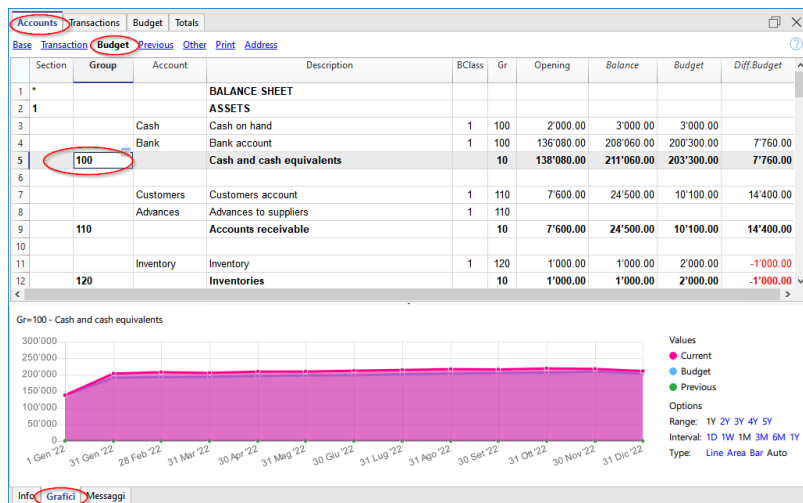 Accounts Transactions Budget Totals
Base Transaction Budget Previous Other Print Address
Section Group Account Description BClass Gr Opening Balance Budget Diff.Budget
1 * BALANCE SHEET
2 1 ASSETS
3 Cash Cash on hand 1 100 2'000.00 3'000.00 3'000.00
4 Bank Bank account 1 100 136'080.00 208'060.00 200'300.00 7'760.00
5 100 Cash and cash equivalents 10 138'080.00 211'060.00 203'300.00 7'760.00
6
7 Customers Customers account 1 110 7'600.00 24'500.00 10'100.00 14'400.00
8 Advances Advances to suppliers 1 110
9 110 Accounts receivable 10 7'600.00 24'500.00 10'100.00 14'400.00
10
11 Inventory Inventory 1 120 1'000.00 1'000.00 2'000.00 -1'000.00
12 120 Inventories 10 1'000.00 1'000.00 2'000.00 -1'000.00
Gr=100 - Cash and cash equivalents
300'000
250'000
200'000
150'000
100'000
50'000
0
1 Gen '22 31 Gen '22 28 Feb '22 31 Mar '22 30 Apr '22 31 Mag '22 30 Giu '22 31 Lug '22 31 Ago '22 30 Set '22 31 Ott '22 30 Nov '22 31 Dic '22
Values
Current
Budget
Previous
Options
Range: 1Y 2Y 3Y 4Y 5Y
Interval: 1D 1W 1M 3M 6M 1Y
Type: Line Area Bar Auto
Info Grafici Messaggi